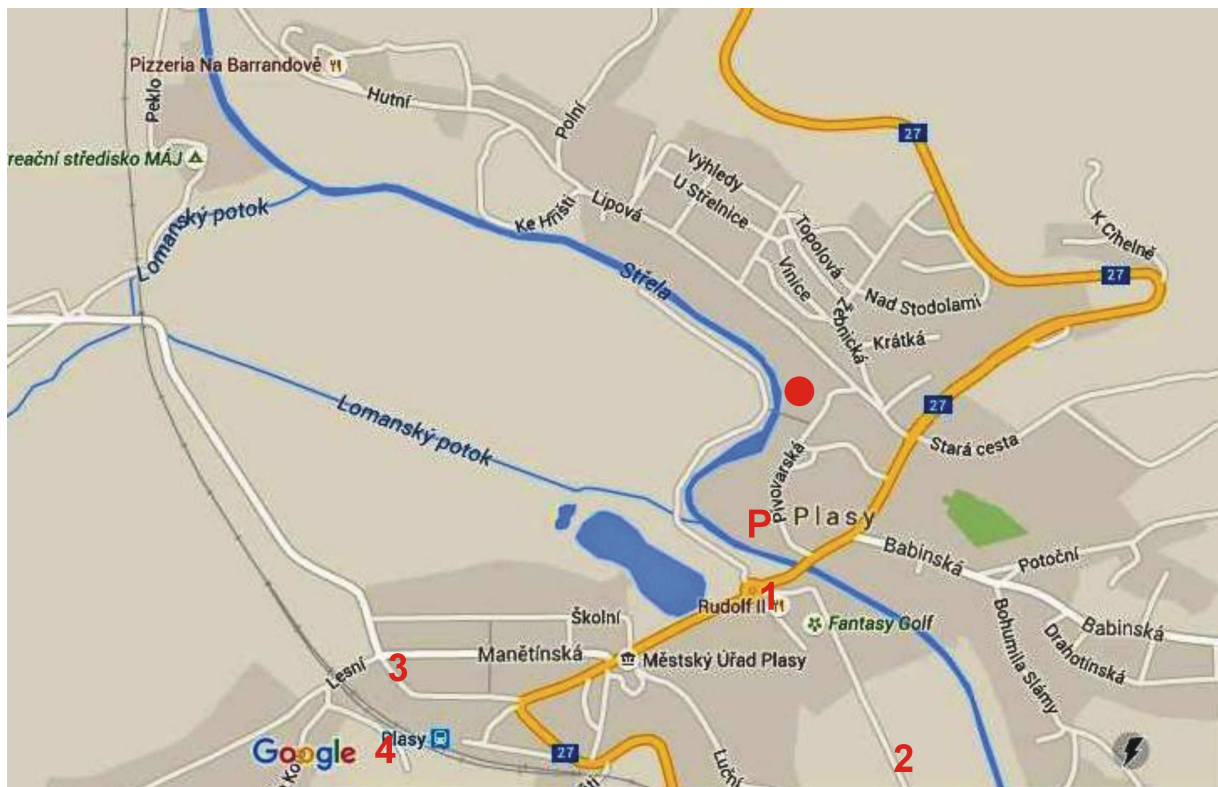 Pizzeria Na Barrandově
Peklo
Hutní
Polní
27
reační středisko MÁJ
Výhledy
U Střelnice
Lomanský potok
Ke Hřišti
Lipová
Topolová
K Cihelně
Střela
Vinice
27
Nad Stodolami
Žebnická
Krátká
Lomanský potok
27
Stará cesta
Pivovarská
P
Plasy
Babinská
Potoční
1
Rudolf II
Školní
Fantasy Golf
Bohumila Slámy
Drahotínská
Babinská
Manětínská
Městský Úřad Plasy
Lesní
3
Google
4
Plasy
27
Luční
2